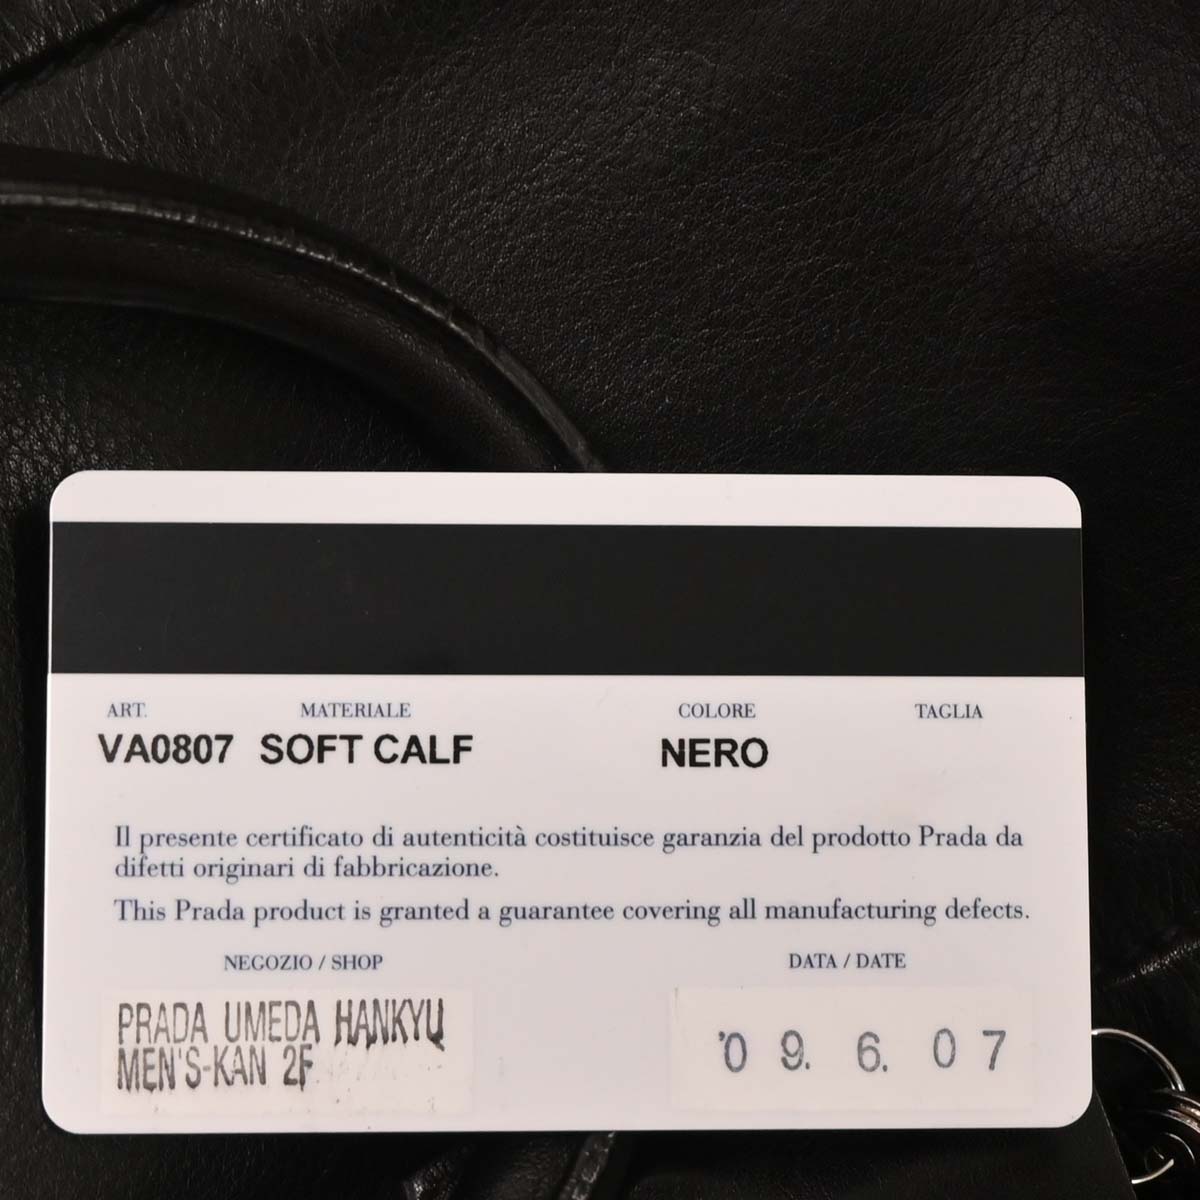 ART. MATERIALE COLORE TAGLIA
VA0807 SOFT CALF NERO
Il presente certificato di autenticità costituisce garanzia del prodotto Prada da
difetti originari di fabbricazione.
This Prada product is granted a guarantee covering all manufacturing defects.
NEGOZIO / SHOP DATA / DATE
PRADA UMEDA HANKYU
MEN'S-KAN 2F
'09. 6. 07